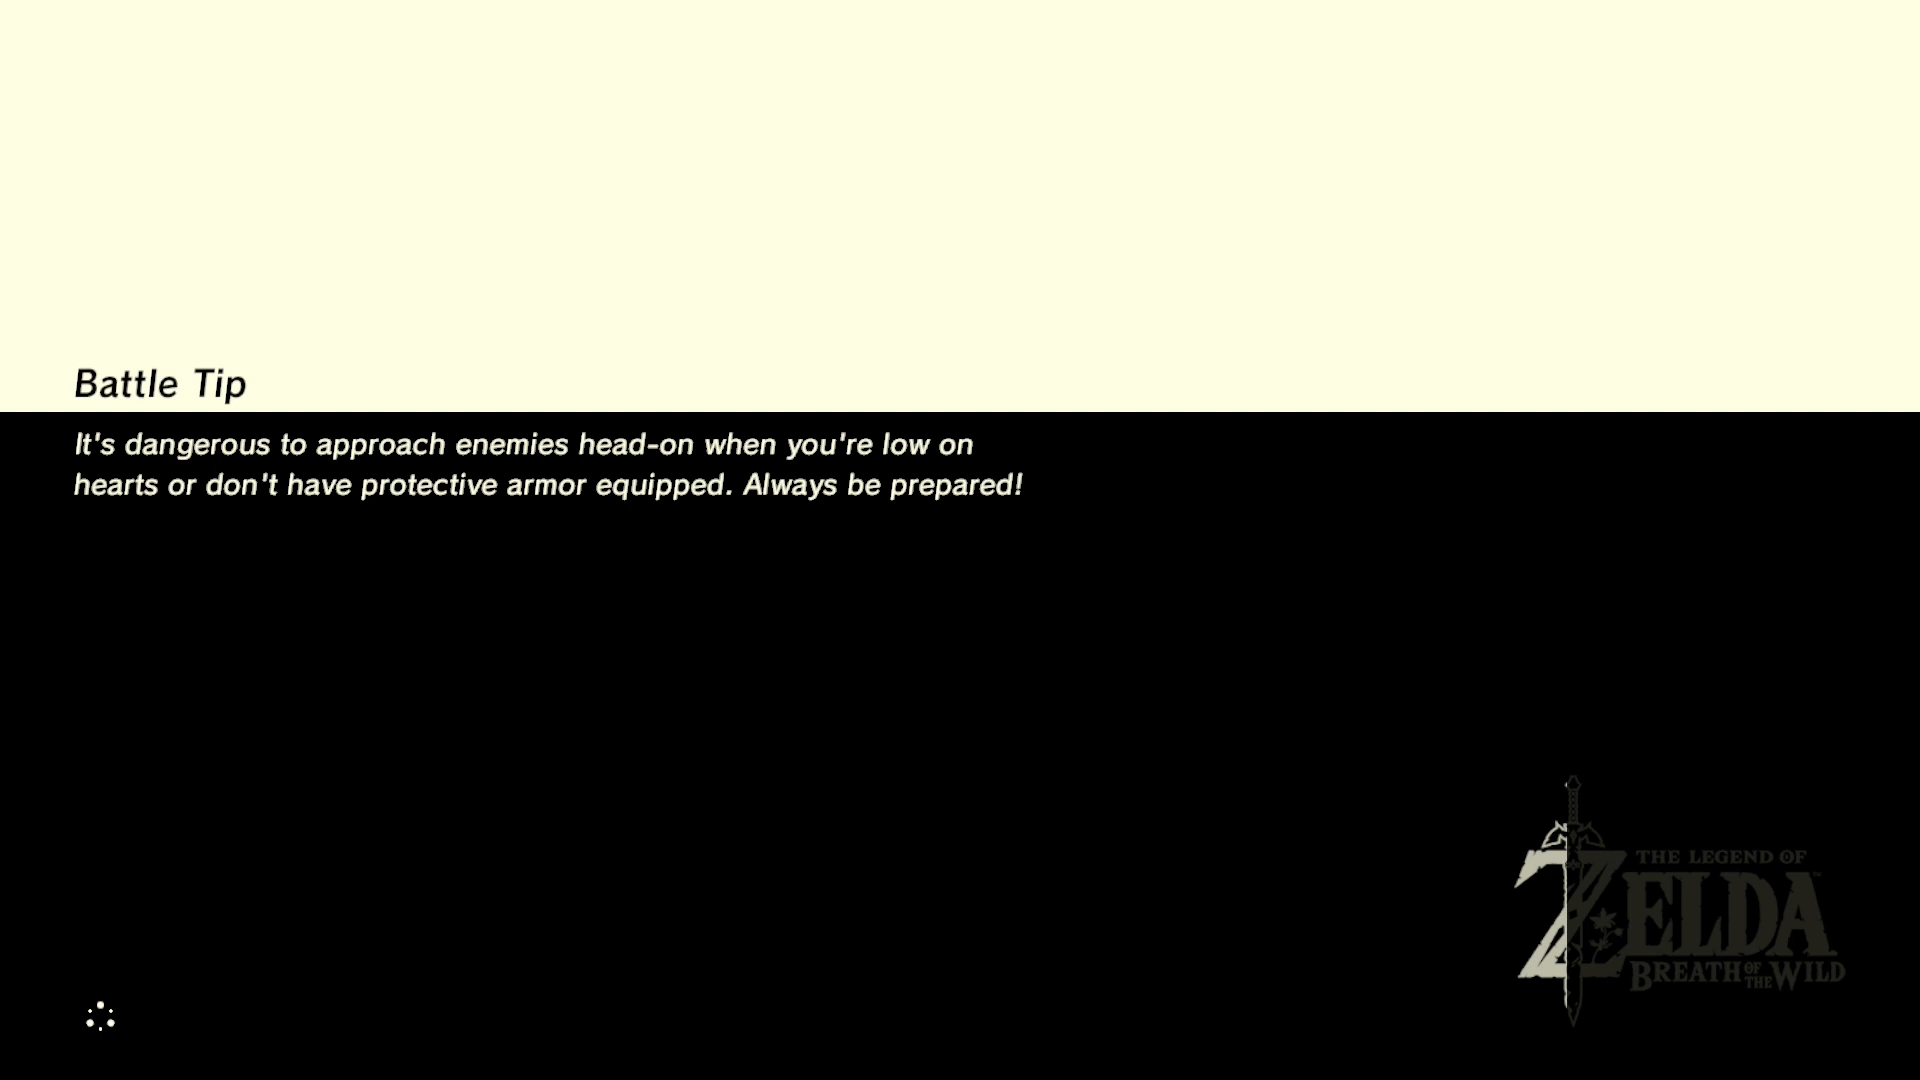 Battle Tip
It's dangerous to approach enemies head-on when you're low on
hearts or don't have protective armor equipped. Always be prepared!
THE LEGEND OF
ZELDA
™
BREATH OF THE WILD